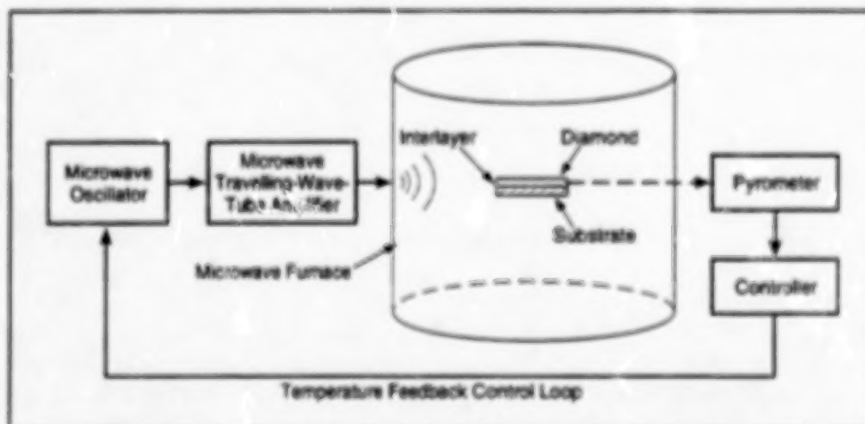 Interlayer
Diamond
Microwave
Oscillator
Microwave
Travelling-Wave-
Tube Amplifier
Pyrometer
Substrate
Microwave Furnace
Controller
Temperature Feedback Control Loop